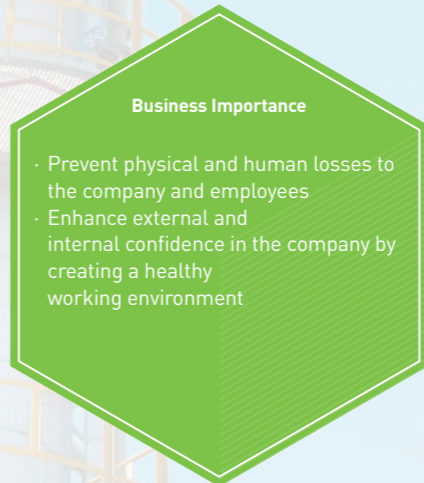 Business Importance
· Prevent physical and human losses to
the company and employees
· Enhance external and
internal confidence in the company by
creating a healthy
working environment